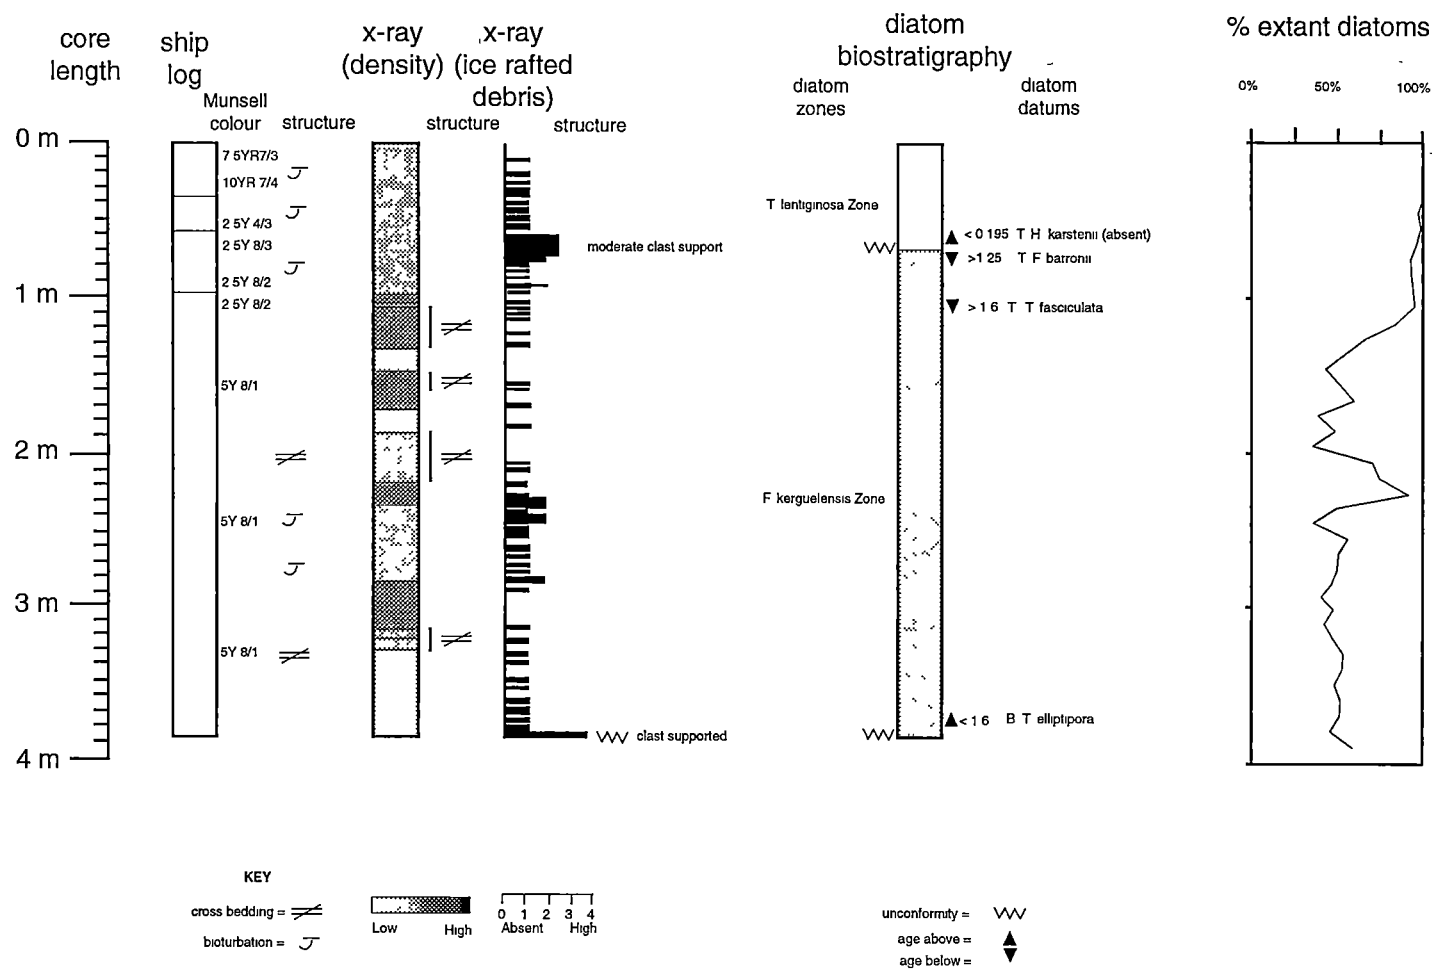 core
length
ship
log
x-ray
(density)
x-ray
(ice rafted
debris)
diatom
biostratigraphy
% extant diatoms
Munsell
colour
structure
structure
structure
diatom
zones
diatom
datums
0%
50%
100%
0 m
1 m
2 m
3 m
4 m
7 5YR7/3
10YR 7/4
2 5Y 4/3
2 5Y 8/3
2 5Y 8/2
2 5Y 8/2
5Y 8/1
5Y 8/1
5Y 8/1
moderate clast support
clast supported
T lentiginosa Zone
F kerguelensis Zone
<0 195 T H karstenii (absent)
>1 25 T F barronii
>1 6 T T fasciculata
<1 6 B T elliptipora
KEY
cross bedding =
bioturbation =
Low
High
0 1 2 3 4
Absent
High
unconformity =
age above =
age below =